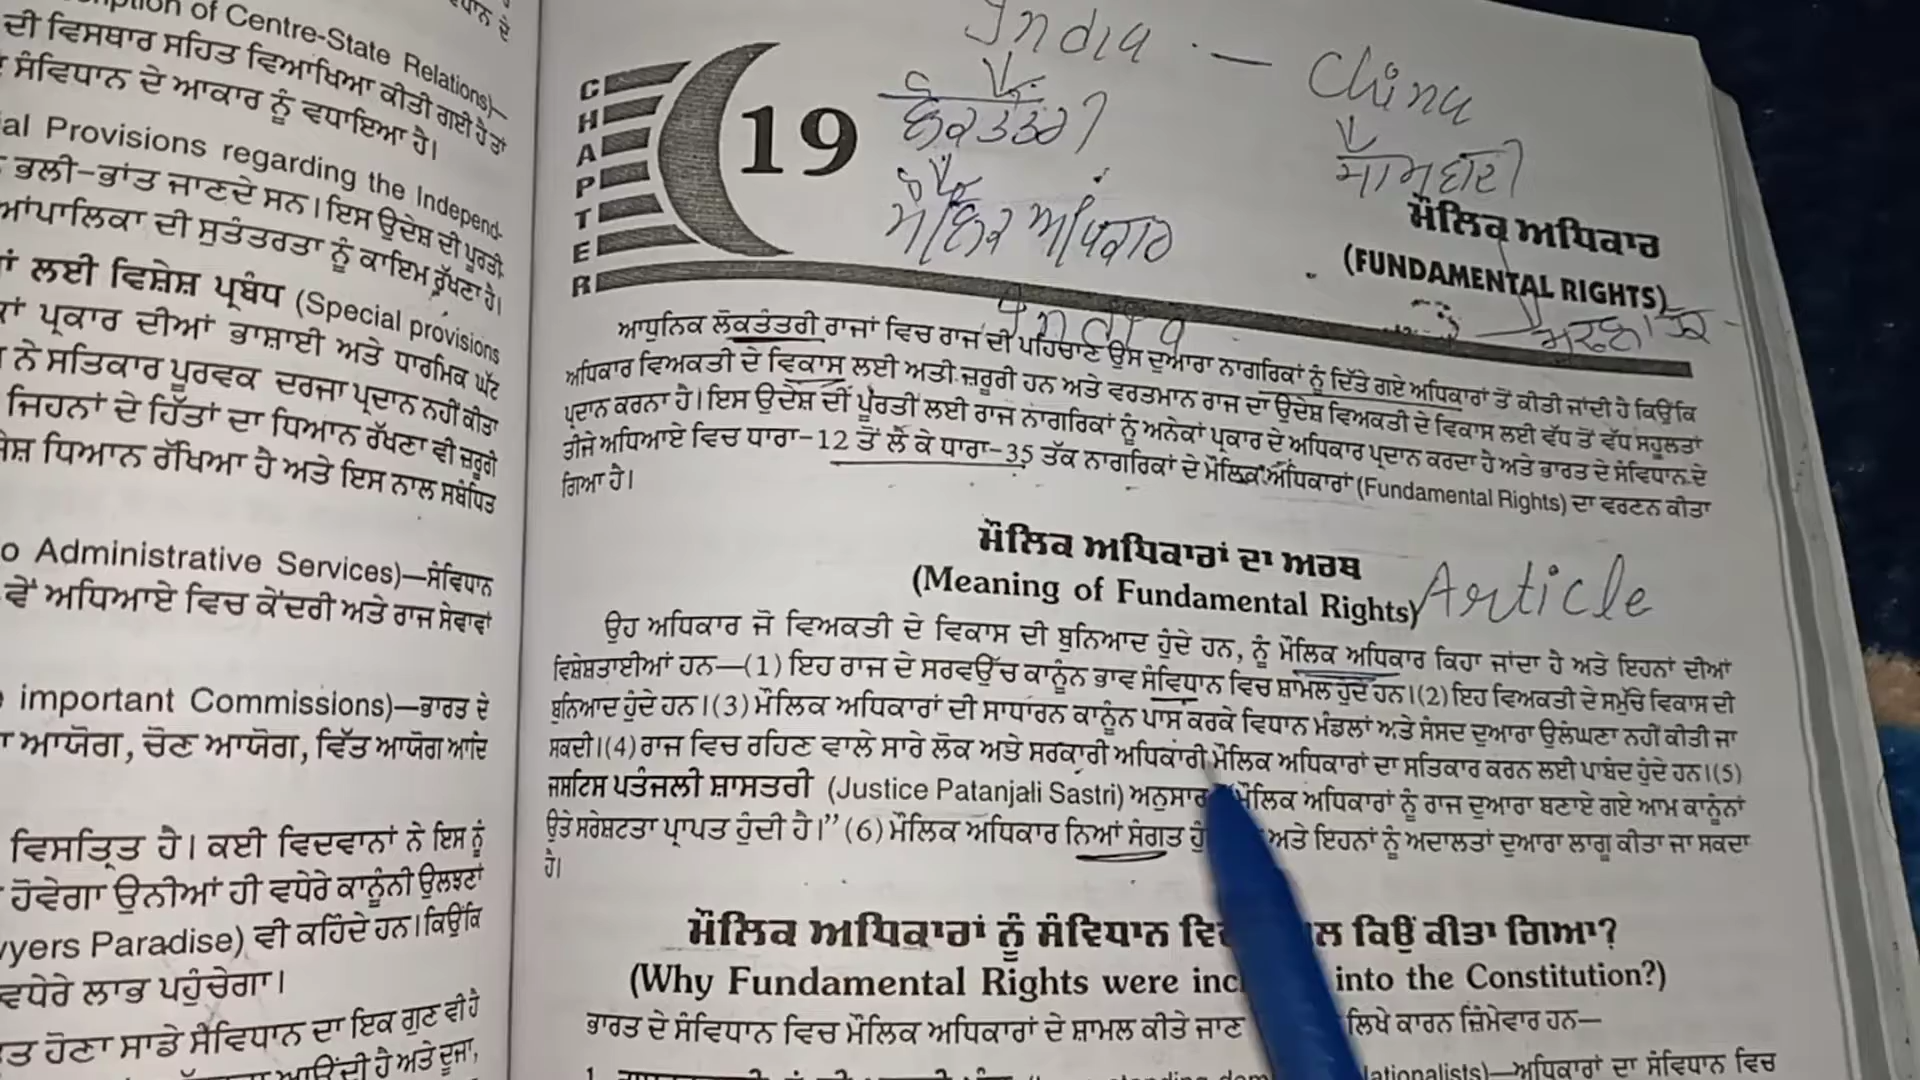 of Centre-State Relations)—
ਦੀ ਵਿਸਥਾਰ ਸਹਿਤ ਵਿਆਖਿਆ ਕੀਤੀ ਗਈ ਹੈ ਤਾਂ
ਸੰਵਿਧਾਨ ਦੇ ਆਕਾਰ ਨੂੰ ਵਧਾਇਆ ਹੈ।
al Provisions regarding the Independ-
ਭਲੀ-ਭਾਂਤ ਜਾਣਦੇ ਸਨ। ਇਸ ਉਦੇਸ਼ ਦੀ ਪੂਰਤੀ
ਆਂਪਾਲਿਕਾ ਦੀ ਸੁਤੰਤਰਤਾ ਨੂੰ ਕਾਇਮ ਰੱਖਣਾ ਹੈ।
ਾਂ ਲਈ ਵਿਸ਼ੇਸ਼ ਪ੍ਰਬੰਧ (Special provisions
ਕਾਂ ਪ੍ਰਕਾਰ ਦੀਆਂ ਭਾਸ਼ਾਈ ਅਤੇ ਧਾਰਮਿਕ ਘੱਟ
ਨੇ ਸਤਿਕਾਰ ਪੂਰਵਕ ਦਰਜਾ ਪ੍ਰਦਾਨ ਨਹੀਂ ਕੀਤਾ
ਜਿਹਨਾਂ ਦੇ ਹਿੱਤਾਂ ਦਾ ਧਿਆਨ ਰੱਖਣਾ ਵੀ ਜ਼ਰੂਰੀ
ਸ਼ੇਸ਼ ਧਿਆਨ ਰੱਖਿਆ ਹੈ ਅਤੇ ਇਸ ਨਾਲ ਸਬੰਧਿਤ
o Administrative Services)—ਸੰਵਿਧਾਨ
ਵੇਂ ਅਧਿਆਏ ਵਿਚ ਕੇਂਦਰੀ ਅਤੇ ਰਾਜ ਸੇਵਾਵਾਂ
important Commissions)—ਭਾਰਤ ਦੇ
ਆਯੋਗ, ਚੋਣ ਆਯੋਗ, ਵਿੱਤ ਆਯੋਗ ਆਦਿ
ਵਿਸਤ੍ਰਿਤ ਹੈ। ਕਈ ਵਿਦਵਾਨਾਂ ਨੇ ਇਸ ਨੂੰ
ਹੋਵੇਗਾ ਉਨੀਆਂ ਹੀ ਵਧੇਰੇ ਕਾਨੂੰਨੀ ਉਲਝਣਾਂ
wyers Paradise) ਵੀ ਕਹਿੰਦੇ ਹਨ। ਕਿਉਂਕਿ
ਵਧੇਰੇ ਲਾਭ ਪਹੁੰਚੇਗਾ।
ਤ ਹੋਣਾ ਸਾਡੇ ਸੰਵਿਧਾਨ ਦਾ ਇਕ ਗੁਣ ਵੀ ਹੈ
ਹੈ ਅਤੇ ਦੂਜਾ,
India — China
ਲੋਕਤੰਤਰੀ
CHAPTER 19
ਸਾਮਵਾਦੀ
ਮੌਲਿਕ ਅਧਿਕਾਰ
ਮੌਲਿਕ ਅਧਿਕਾਰ
(FUNDAMENTAL RIGHTS)
India
ਆਧੁਨਿਕ ਲੋਕਤੰਤਰੀ ਰਾਜਾਂ ਵਿਚ ਰਾਜ ਦੀ ਪਹਿਚਾਣ ਉਸ ਦੁਆਰਾ ਨਾਗਰਿਕਾਂ ਨੂੰ ਦਿੱਤੇ ਗਏ ਅਧਿਕਾਰਾਂ ਤੋਂ ਕੀਤੀ ਜਾਂਦੀ ਹੈ ਕਿਉਂਕਿ
ਅਧਿਕਾਰ ਵਿਅਕਤੀ ਦੇ ਵਿਕਾਸ ਲਈ ਅਤੀ ਜ਼ਰੂਰੀ ਹਨ ਅਤੇ ਵਰਤਮਾਨ ਰਾਜ ਦਾ ਉਦੇਸ਼ ਵਿਅਕਤੀ ਦੇ ਵਿਕਾਸ ਲਈ ਵੱਧ ਤੋਂ ਵੱਧ ਸਹੂਲਤਾਂ
ਪ੍ਰਦਾਨ ਕਰਨਾ ਹੈ। ਇਸ ਉਦੇਸ਼ ਦੀ ਪੂਰਤੀ ਲਈ ਰਾਜ ਨਾਗਰਿਕਾਂ ਨੂੰ ਅਨੇਕਾਂ ਪ੍ਰਕਾਰ ਦੇ ਅਧਿਕਾਰ ਪ੍ਰਦਾਨ ਕਰਦਾ ਹੈ ਅਤੇ ਭਾਰਤ ਦੇ ਸੰਵਿਧਾਨ ਦੇ
ਤੀਜੇ ਅਧਿਆਏ ਵਿਚ ਧਾਰਾ-12 ਤੋਂ ਲੈ ਕੇ ਧਾਰਾ-35 ਤੱਕ ਨਾਗਰਿਕਾਂ ਦੇ ਮੌਲਿਕ ਅਧਿਕਾਰਾਂ (Fundamental Rights) ਦਾ ਵਰਣਨ ਕੀਤਾ
ਗਿਆ ਹੈ।
ਮੌਲਿਕ ਅਧਿਕਾਰਾਂ ਦਾ ਅਰਥ
(Meaning of Fundamental Rights) Article
ਉਹ ਅਧਿਕਾਰ ਜੋ ਵਿਅਕਤੀ ਦੇ ਵਿਕਾਸ ਦੀ ਬੁਨਿਆਦ ਹੁੰਦੇ ਹਨ, ਨੂੰ ਮੌਲਿਕ ਅਧਿਕਾਰ ਕਿਹਾ ਜਾਂਦਾ ਹੈ ਅਤੇ ਇਹਨਾਂ ਦੀਆਂ
ਵਿਸ਼ੇਸ਼ਤਾਈਆਂ ਹਨ—(1) ਇਹ ਰਾਜ ਦੇ ਸਰਵਉੱਚ ਕਾਨੂੰਨ ਭਾਵ ਸੰਵਿਧਾਨ ਵਿਚ ਸ਼ਾਮਲ ਹੁੰਦੇ ਹਨ। (2) ਇਹ ਵਿਅਕਤੀ ਦੇ ਸਮੁੱਚੇ ਵਿਕਾਸ ਦੀ
ਬੁਨਿਆਦ ਹੁੰਦੇ ਹਨ। (3) ਮੌਲਿਕ ਅਧਿਕਾਰਾਂ ਦੀ ਸਾਧਾਰਨ ਕਾਨੂੰਨ ਪਾਸ ਕਰਕੇ ਵਿਧਾਨ ਮੰਡਲਾਂ ਅਤੇ ਸੰਸਦ ਦੁਆਰਾ ਉਲੰਘਣਾ ਨਹੀਂ ਕੀਤੀ ਜਾ
ਸਕਦੀ। (4) ਰਾਜ ਵਿਚ ਰਹਿਣ ਵਾਲੇ ਸਾਰੇ ਲੋਕ ਅਤੇ ਸਰਕਾਰੀ ਅਧਿਕਾਰੀ ਮੌਲਿਕ ਅਧਿਕਾਰਾਂ ਦਾ ਸਤਿਕਾਰ ਕਰਨ ਲਈ ਪਾਬੰਦ ਹੁੰਦੇ ਹਨ। (5)
ਜਸਟਿਸ ਪਤੰਜਲੀ ਸ਼ਾਸਤਰੀ (Justice Patanjali Sastri) ਅਨੁਸਾਰ ਮੌਲਿਕ ਅਧਿਕਾਰਾਂ ਨੂੰ ਰਾਜ ਦੁਆਰਾ ਬਣਾਏ ਗਏ ਆਮ ਕਾਨੂੰਨਾਂ
ਉਤੇ ਸਰੇਸ਼ਟਤਾ ਪ੍ਰਾਪਤ ਹੁੰਦੀ ਹੈ।” (6) ਮੌਲਿਕ ਅਧਿਕਾਰ ਨਿਆਂ ਸੰਗਤ ਅਤੇ ਇਹਨਾਂ ਨੂੰ ਅਦਾਲਤਾਂ ਦੁਆਰਾ ਲਾਗੂ ਕੀਤਾ ਜਾ ਸਕਦਾ
ਹੈ।
ਮੌਲਿਕ ਅਧਿਕਾਰਾਂ ਨੂੰ ਸੰਵਿਧਾਨ ਕਿਉਂ ਕੀਤਾ ਗਿਆ?
(Why Fundamental Rights were into the Constitution?)
ਭਾਰਤ ਦੇ ਸੰਵਿਧਾਨ ਵਿਚ ਮੌਲਿਕ ਅਧਿਕਾਰਾਂ ਦੇ ਸ਼ਾਮਲ ਕੀਤੇ ਜਾਣ ਲਿਖੇ ਕਾਰਨ ਜ਼ਿੰਮੇਵਾਰ ਹਨ—
ationalists)—ਅਧਿਕਾਰਾਂ ਦਾ ਸੰਵਿਧਾਨ ਵਿਚ